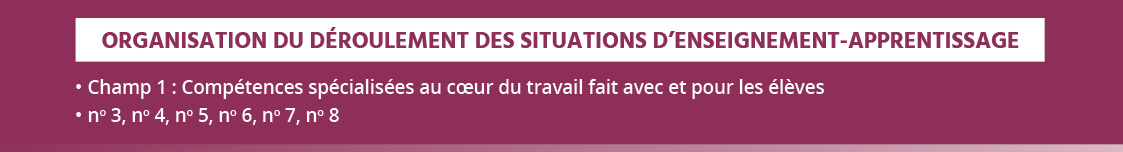 ORGANISATION DU DÉROULEMENT DES SITUATIONS D’ENSEIGNEMENT-APPRENTISSAGE
• Champ 1 : Compétences spécialisées au cœur du travail fait avec et pour les élèves
• nº 3, nº 4, nº 5, nº 6, nº 7, nº 8